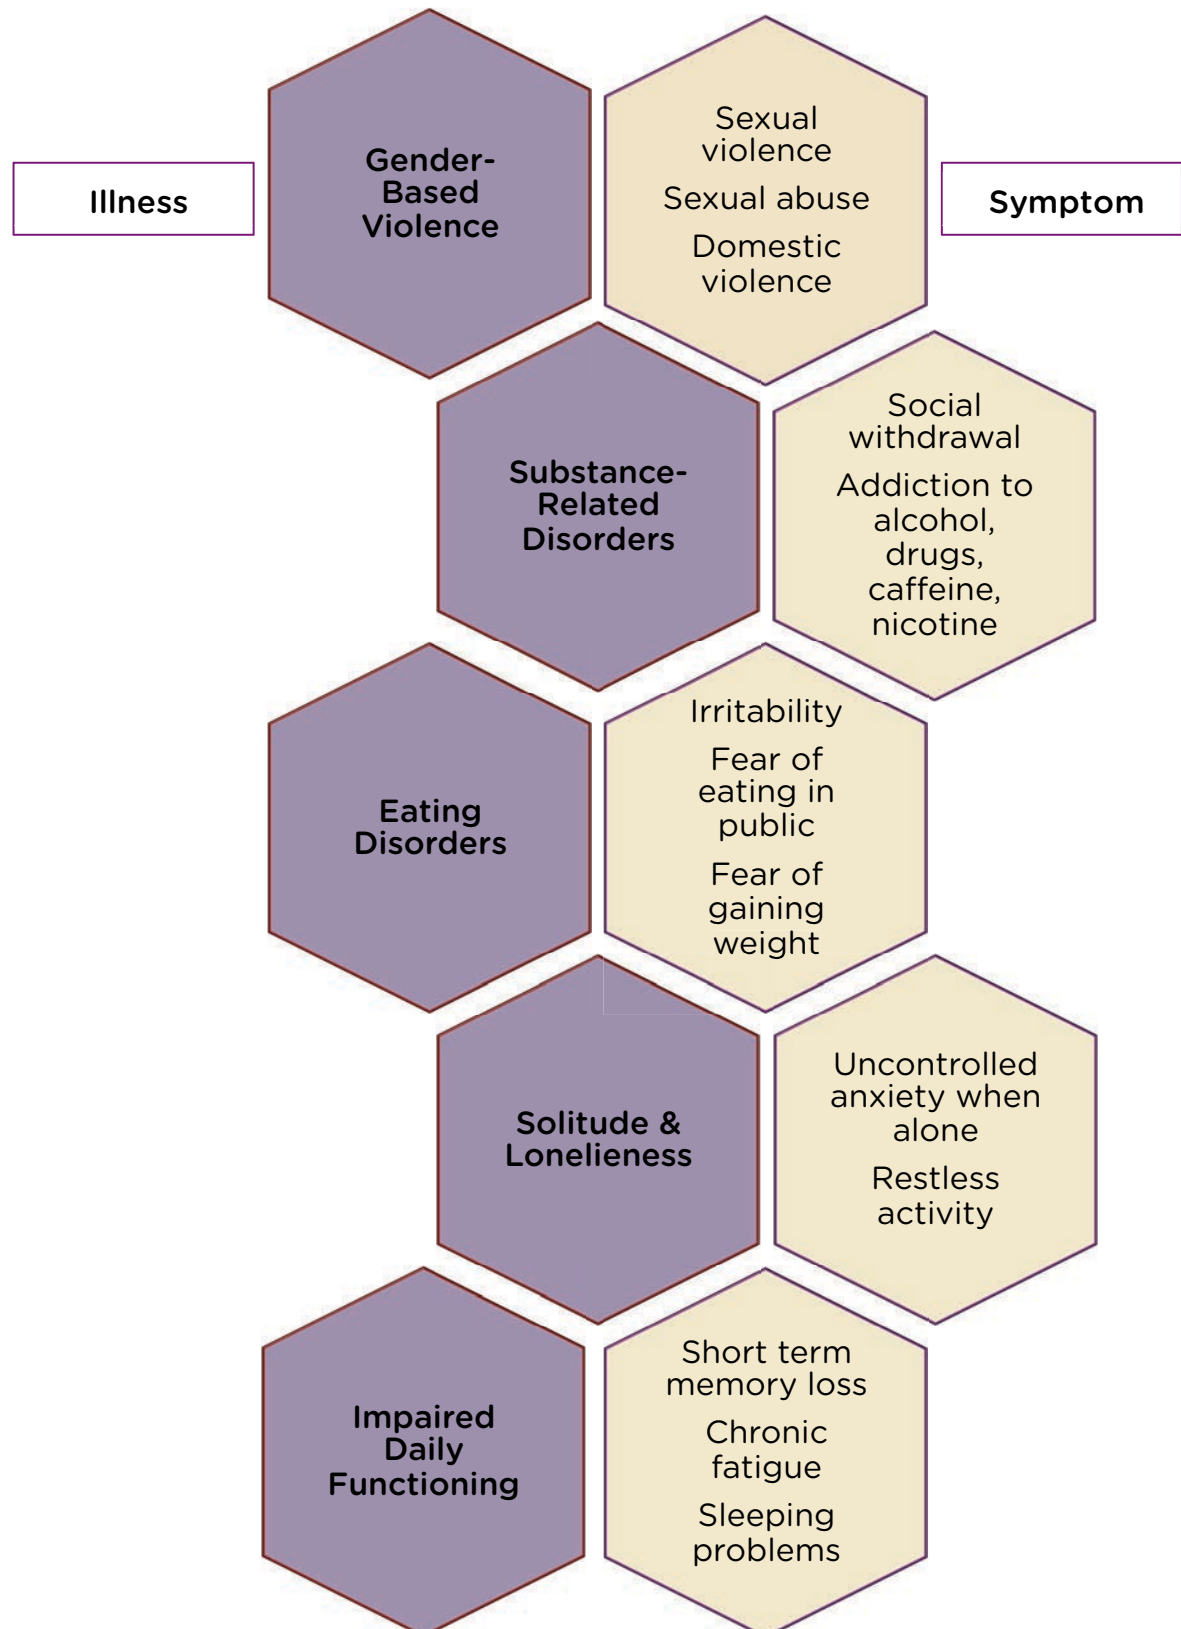 Illness
Gender-
Based
Violence
Sexual
violence
Sexual abuse
Domestic
violence
Symptom
Substance-
Related
Disorders
Social
withdrawal
Addiction to
alcohol,
drugs,
caffeine,
nicotine
Eating
Disorders
Irritability
Fear of
eating in
public
Fear of
gaining
weight
Solitude &
Lonelieness
Uncontrolled
anxiety when
alone
Restless
activity
Impaired
Daily
Functioning
Short term
memory loss
Chronic
fatigue
Sleeping
problems